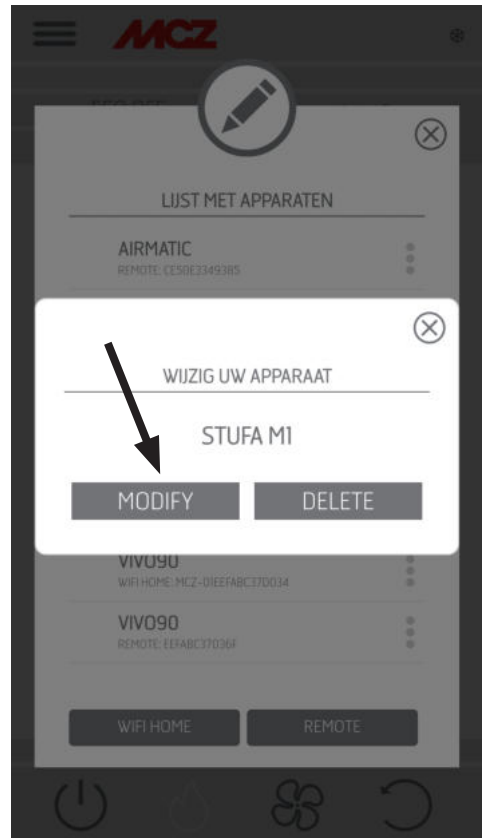 MCZ
LIJST MET APPARATEN
AIRMATIC
REMOTE: CE50E3349385
WIJZIG UW APPARAAT
STUFA M1
MODIFY DELETE
VIVO90
WIFI HOME: MCZ-01EEFABC37D034
VIVO90
REMOTE: EEFABC37036F
WIFI HOME REMOTE